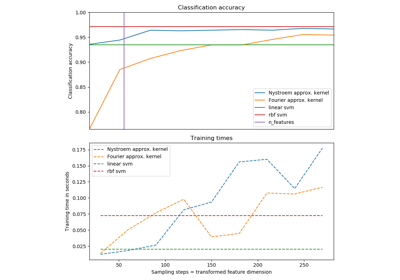 Classification accuracy
1.00
0.95
0.90
0.85
0.80
Classification accuracy
Nystroem approx. kernel
Fourier approx. kernel
linear svm
rbf svm
n_features
Training times
0.175
0.150
0.125
0.100
0.075
0.050
0.025
Training time in seconds
Nystroem approx. kernel
Fourier approx. kernel
linear svm
rbf svm
50 100 150 200 250
Sampling steps = transformed feature dimension